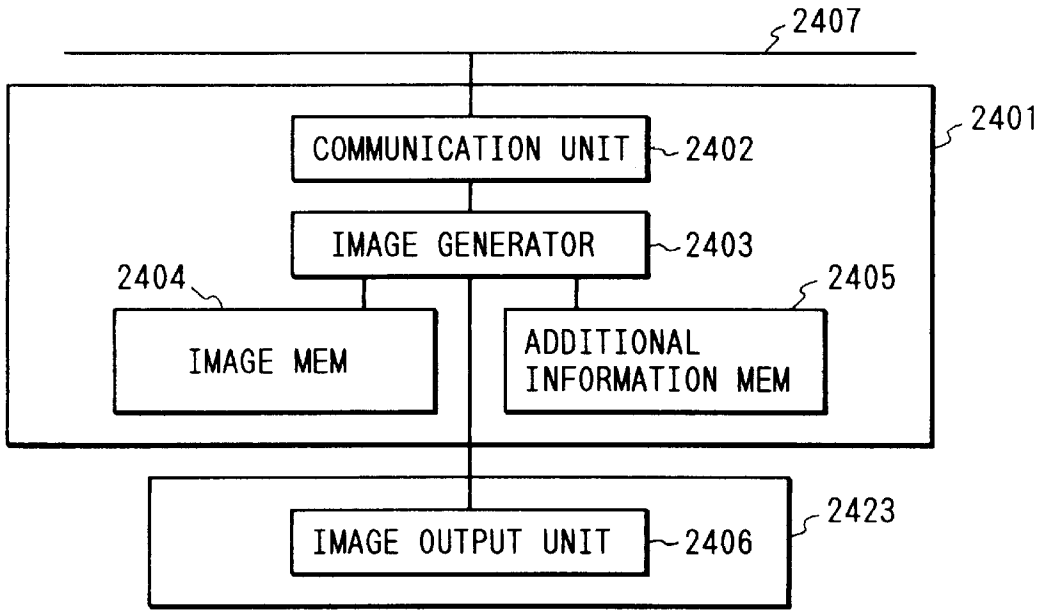 2407
2401
COMMUNICATION UNIT
2402
IMAGE GENERATOR
2403
2404
2405
IMAGE MEM
ADDITIONAL
INFORMATION MEM
2423
IMAGE OUTPUT UNIT
2406